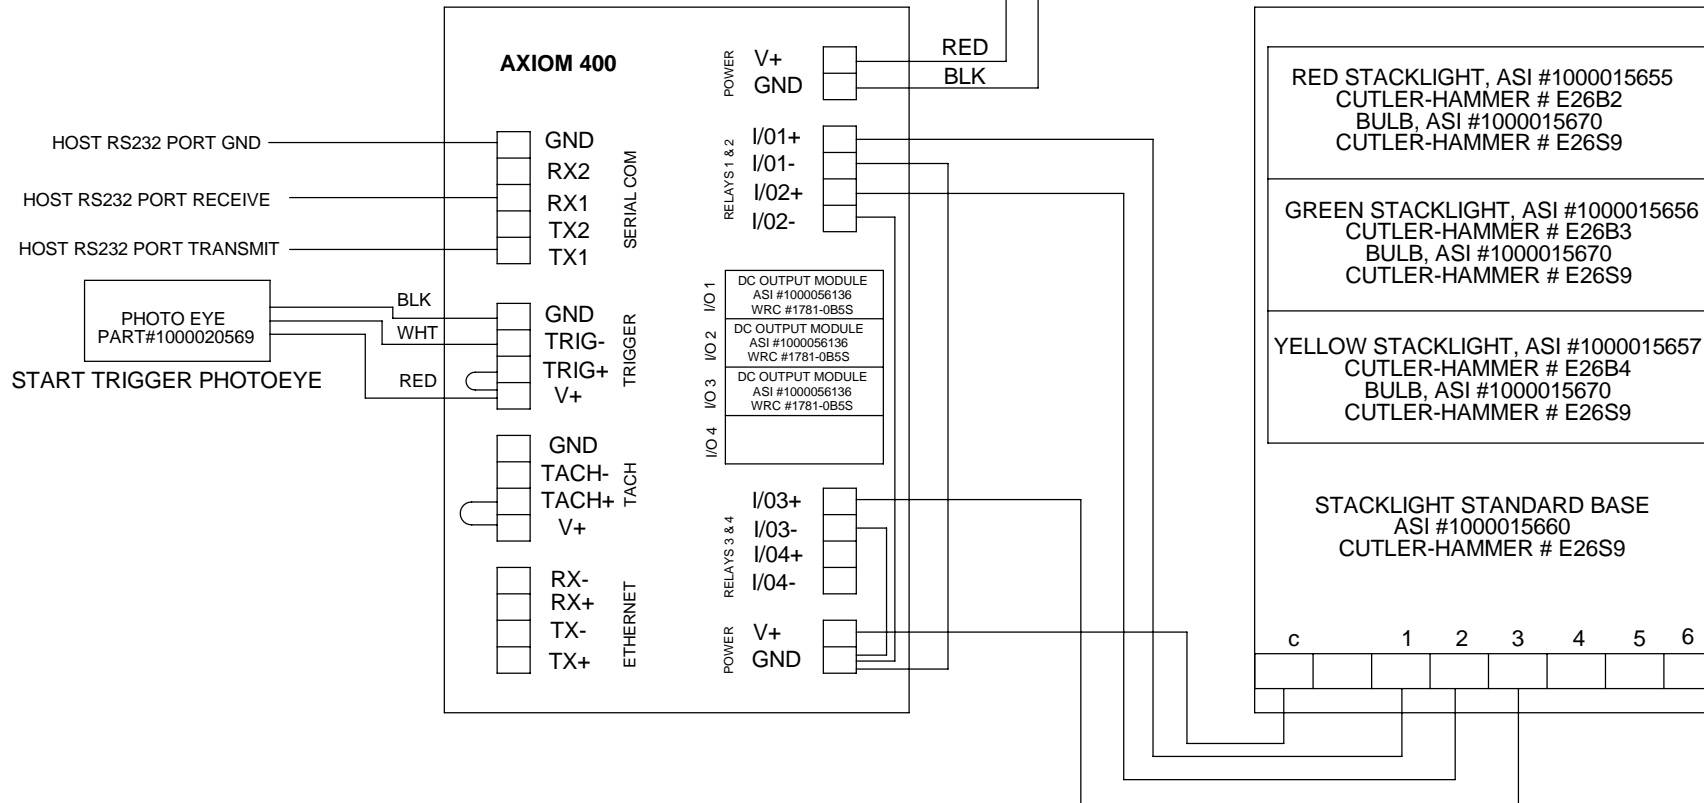 AXIOM 400
HOST RS232 PORT GND
HOST RS232 PORT RECEIVE
HOST RS232 PORT TRANSMIT
PHOTO EYE
PART#1000020569
START TRIGGER PHOTOEYE
BLK
WHT
RED
GND
RX2
RX1
TX2
TX1
SERIAL COM
GND
TRIG-
TRIG+
V+
TRIGGER
GND
TACH-
TACH+
V+
TACH
RX-
RX+
TX-
TX+
ETHERNET
POWER
V+
GND
RED
BLK
RELAYS 1 & 2
I/01+
I/01-
I/02+
I/02-
I/O 1
DC OUTPUT MODULE
ASI #1000056136
WRC #1781-0B5S
I/O 2
DC OUTPUT MODULE
ASI #1000056136
WRC #1781-0B5S
I/O 3
DC OUTPUT MODULE
ASI #1000056136
WRC #1781-0B5S
I/O 4
RELAYS 3 & 4
I/03+
I/03-
I/04+
I/04-
POWER
V+
GND
RED STACKLIGHT, ASI #1000015655
CUTLER-HAMMER # E26B2
BULB, ASI #1000015670
CUTLER-HAMMER # E26S9
GREEN STACKLIGHT, ASI #1000015656
CUTLER-HAMMER # E26B3
BULB, ASI #1000015670
CUTLER-HAMMER # E26S9
YELLOW STACKLIGHT, ASI #1000015657
CUTLER-HAMMER # E26B4
BULB, ASI #1000015670
CUTLER-HAMMER # E26S9
STACKLIGHT STANDARD BASE
ASI #1000015660
CUTLER-HAMMER # E26S9
c 1 2 3 4 5 6